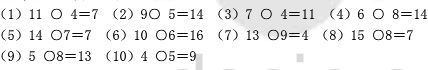 (1) 11 ○ 4=7 (2) 9○ 5=14 (3) 7 ○ 4=11 (4) 6 ○ 8=14
(5) 14 ○7=7 (6) 10 ○6=16 (7) 13 ○9=4 (8) 15 ○8=7
(9) 5 ○8=13 (10) 4 ○5=9